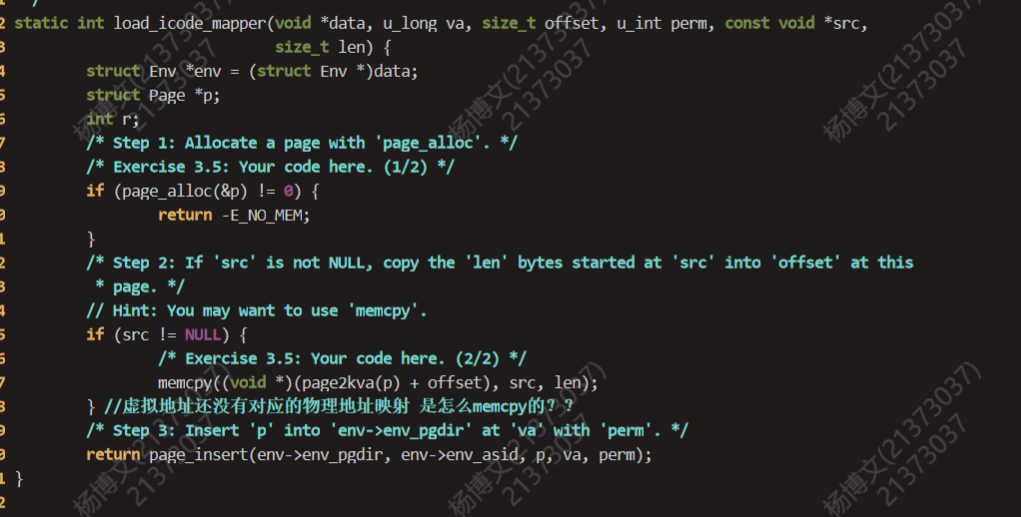 */
2 static int load_icode_mapper(void *data, u_long va, size_t offset, u_int perm, const void *src,
3 size_t len) {
4 struct Env *env = (struct Env *)data;
5 struct Page *p;
6 int r;
7 /* Step 1: Allocate a page with 'page_alloc'. */
8 /* Exercise 3.5: Your code here. (1/2) */
9 if (page_alloc(&p) != 0) {
0 return -E_NO_MEM;
1 }
2 /* Step 2: If 'src' is not NULL, copy the 'len' bytes started at 'src' into 'offset' at this
3 * page. */
4 // Hint: You may want to use 'memcpy'.
5 if (src != NULL) {
6 /* Exercise 3.5: Your code here. (2/2) */
7 memcpy((void *)(page2kva(p) + offset), src, len);
8 } //虚拟地址还没有对应的物理地址映射 是怎么memcpy的？？
9 /* Step 3: Insert 'p' into 'env->env_pgdir' at 'va' with 'perm'. */
0 return page_insert(env->env_pgdir, env->env_asid, p, va, perm);
1 }
2
杨博文(21373037)
21373037
杨博文(21373037)
21373037
杨博文(21373037)
21373037
杨博文(21373037)
21373037
杨博文(21373037)
21373037
杨博文(21373037)
21373037